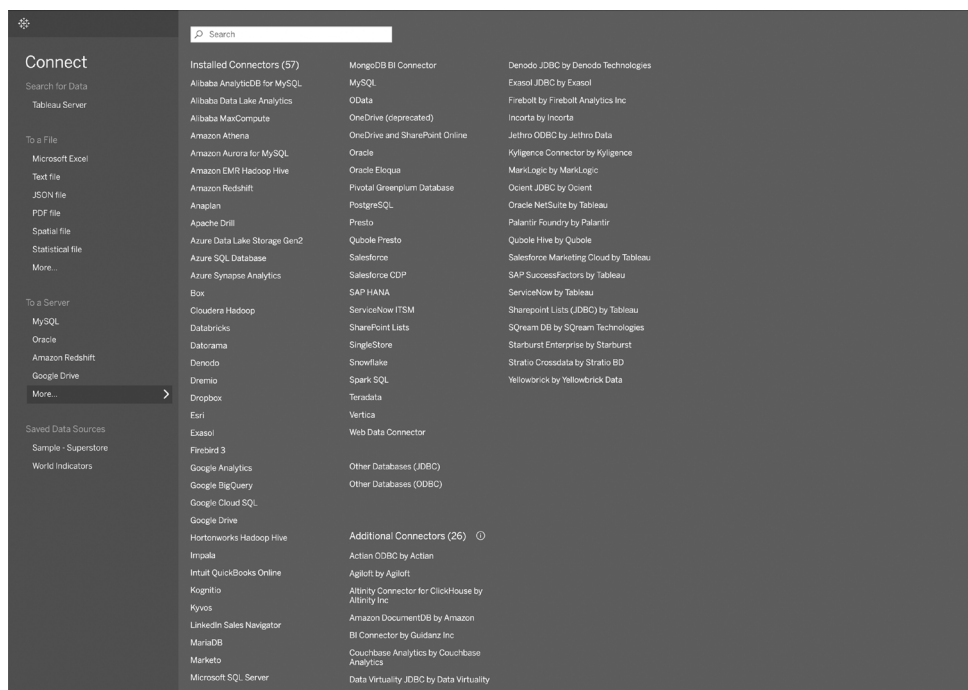 Connect
Search for Data
Tableau Server
To a File
Microsoft Excel
Text file
JSON file
PDF file
Spatial file
Statistical file
More...
To a Server
MySQL
Oracle
Amazon Redshift
Google Drive
More...
Saved Data Sources
Sample - Superstore
World Indicators
Search
Installed Connectors (57)
Alibaba AnalyticDB for MySQL
Alibaba Data Lake Analytics
Alibaba MaxCompute
Amazon Athena
Amazon Aurora for MySQL
Amazon EMR Hadoop Hive
Amazon Redshift
Anaplan
Apache Drill
Azure Data Lake Storage Gen2
Azure SQL Database
Azure Synapse Analytics
Box
Cloudera Hadoop
Databricks
Datorama
Denodo
Dremio
Dropbox
Esri
Exasol
Firebird 3
Google Analytics
Google BigQuery
Google Cloud SQL
Google Drive
Hortonworks Hadoop Hive
Impala
Intuit QuickBooks Online
Kognitio
Kyvos
LinkedIn Sales Navigator
MariaDB
Marketo
Microsoft SQL Server
MongoDB BI Connector
MySQL
OData
OneDrive (deprecated)
OneDrive and SharePoint Online
Oracle
Oracle Eloqua
Pivotal Greenplum Database
PostgreSQL
Presto
Qubole Presto
Salesforce
Salesforce CDP
SAP HANA
ServiceNow ITSM
SharePoint Lists
SingleStore
Snowflake
Spark SQL
Teradata
Vertica
Web Data Connector
Other Databases (JDBC)
Other Databases (ODBC)
Additional Connectors (26)
Actian ODBC by Actian
Agiloft by Agiloft
Altinity Connector for ClickHouse by
Altinity Inc
Amazon DocumentDB by Amazon
BI Connector by Guidanz Inc
Couchbase Analytics by Couchbase
Analytics
Data Virtuality JDBC by Data Virtuality
Denodo JDBC by Denodo Technologies
Exasol JDBC by Exasol
Firebolt by Firebolt Analytics Inc
Incorta by Incorta
Jethro ODBC by Jethro Data
Kyligence Connector by Kyligence
MarkLogic by MarkLogic
Ocient JDBC by Ocient
Oracle NetSuite by Tableau
Palantir Foundry by Palantir
Qubole Hive by Qubole
Salesforce Marketing Cloud by Tableau
SAP SuccessFactors by Tableau
ServiceNow by Tableau
Sharepoint Lists (JDBC) by Tableau
SQream DB by SQream Technologies
Starburst Enterprise by Starburst
Stratio Crossdata by Stratio BD
Yellowbrick by Yellowbrick Data